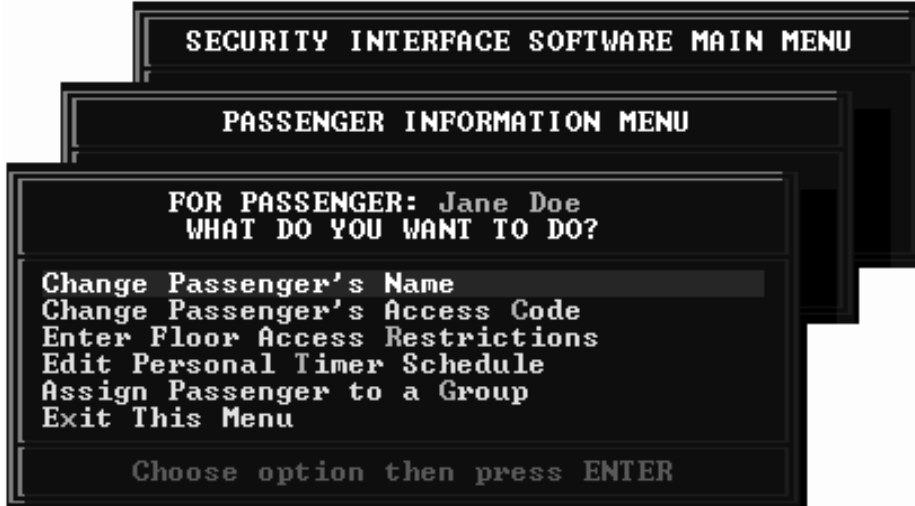 SECURITY INTERFACE SOFTWARE MAIN MENU
PASSENGER INFORMATION MENU
FOR PASSENGER: Jane Doe
WHAT DO YOU WANT TO DO?
Change Passenger's Name
Change Passenger's Access Code
Enter Floor Access Restrictions
Edit Personal Timer Schedule
Assign Passenger to a Group
Exit This Menu
Choose option then press ENTER